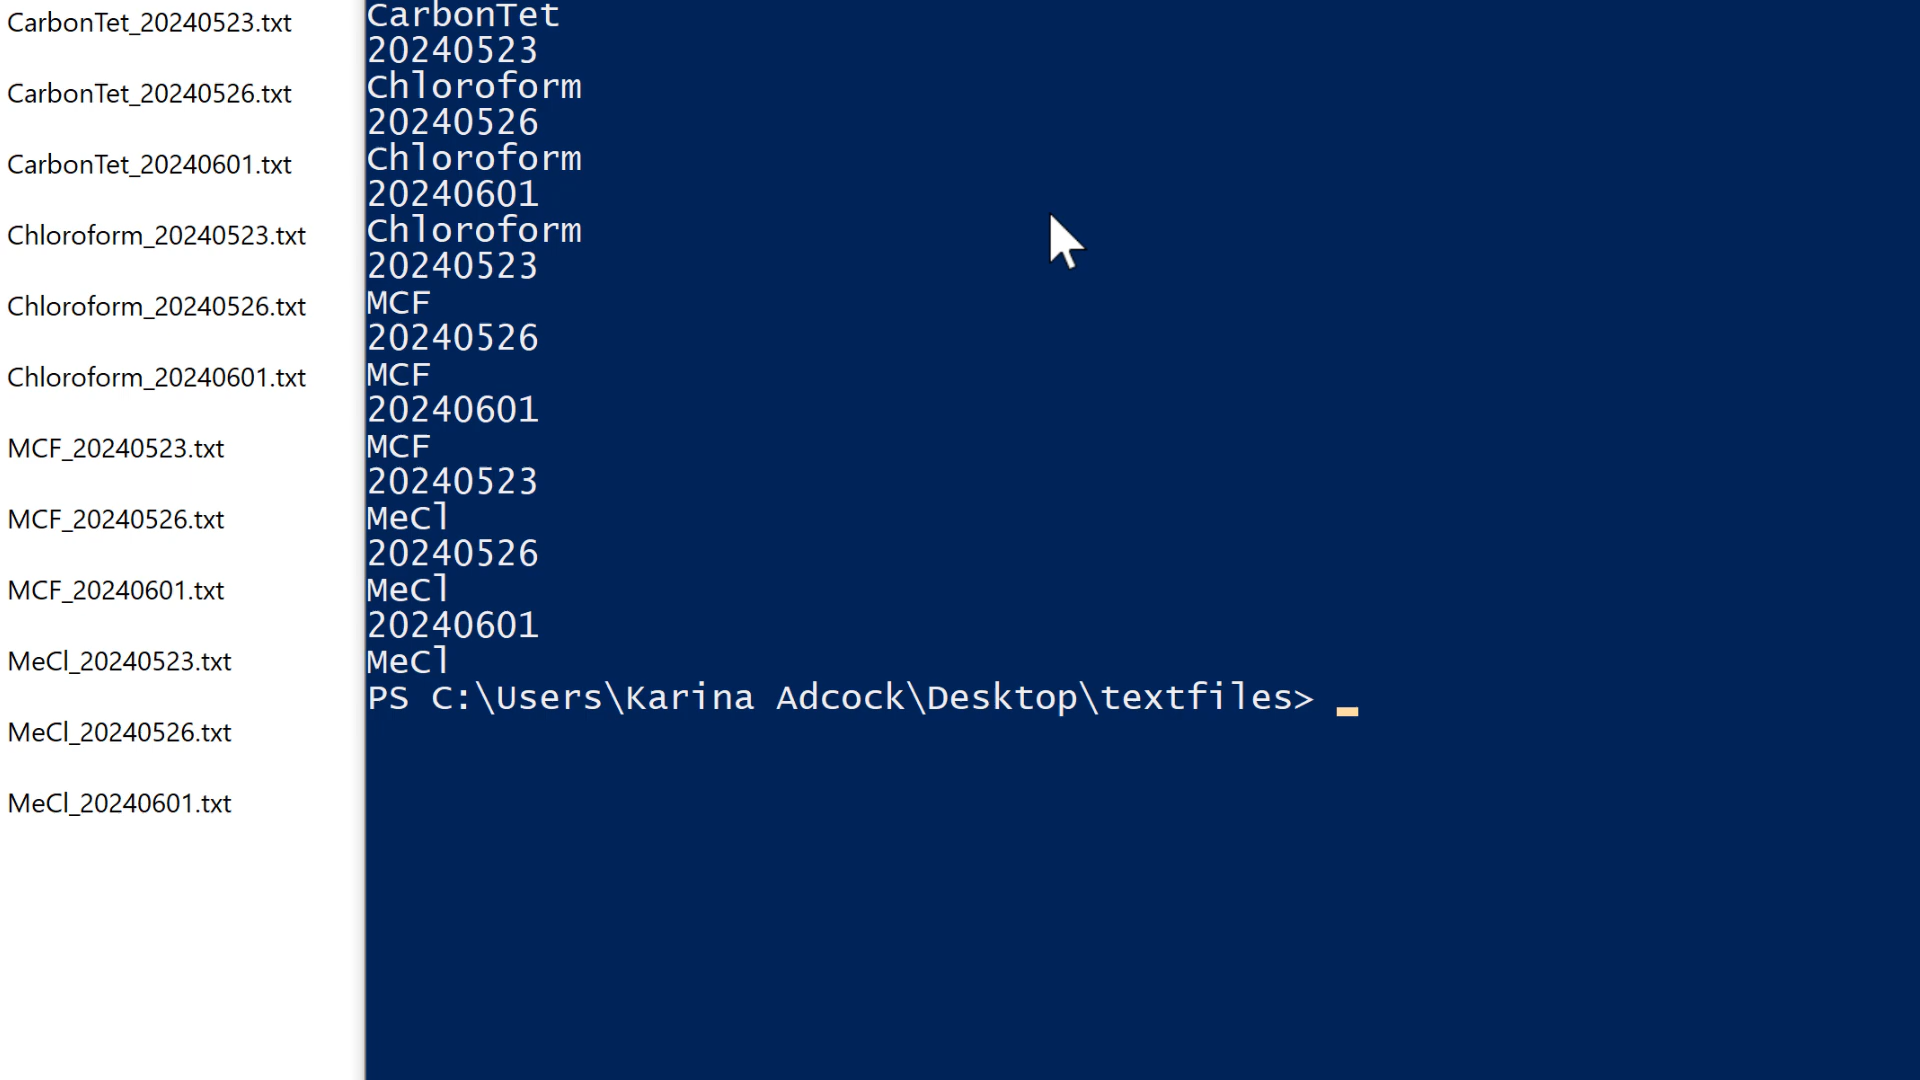 CarbonTet_20240523.txt
CarbonTet_20240526.txt
CarbonTet_20240601.txt
Chloroform_20240523.txt
Chloroform_20240526.txt
Chloroform_20240601.txt
MCF_20240523.txt
MCF_20240526.txt
MCF_20240601.txt
MeCl_20240523.txt
MeCl_20240526.txt
MeCl_20240601.txt
CarbonTet
20240523
Chloroform
20240526
Chloroform
20240601
Chloroform
20240523
MCF
20240526
MCF
20240601
MCF
20240523
MeCl
20240526
MeCl
20240601
MeCl
PS C:\Users\Karina Adcock\Desktop\textfiles> _